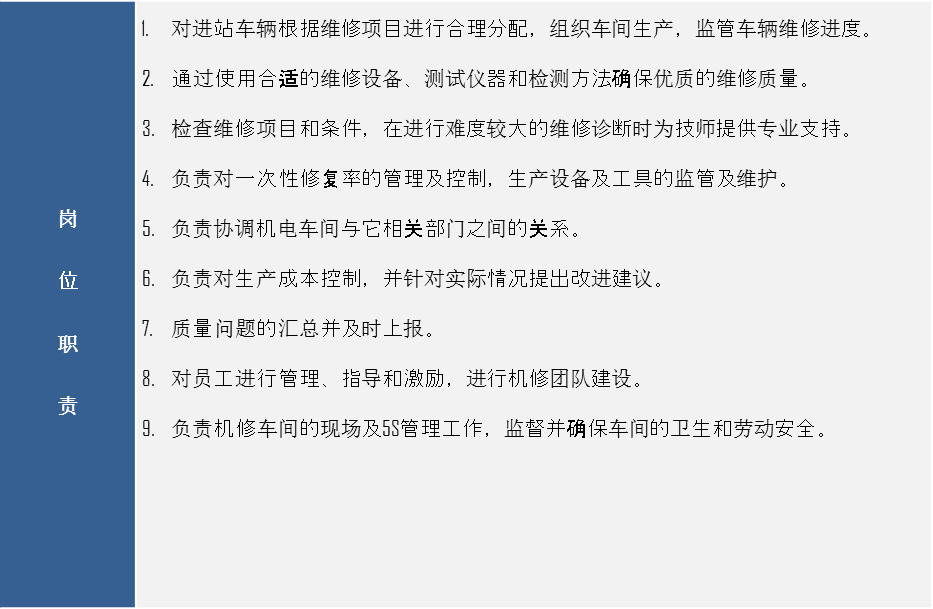 岗
位
职
责
1. 对进站车辆根据维修项目进行合理分配，组织车间生产，监管车辆维修进度。
2. 通过使用合适的维修设备、测试仪器和检测方法确保优质的维修质量。
3. 检查维修项目和条件，在进行难度较大的维修诊断时为技师提供专业支持。
4. 负责对一次性修复率的管理及控制，生产设备及工具的监管及维护。
5. 负责协调机电车间与它相关部门之间的关系。
6. 负责对生产成本控制，并针对实际情况提出改进建议。
7. 质量问题的汇总并及时上报。
8. 对员工进行管理、指导和激励，进行机修团队建设。
9. 负责机修车间的现场及5S管理工作，监督并确保车间的卫生和劳动安全。